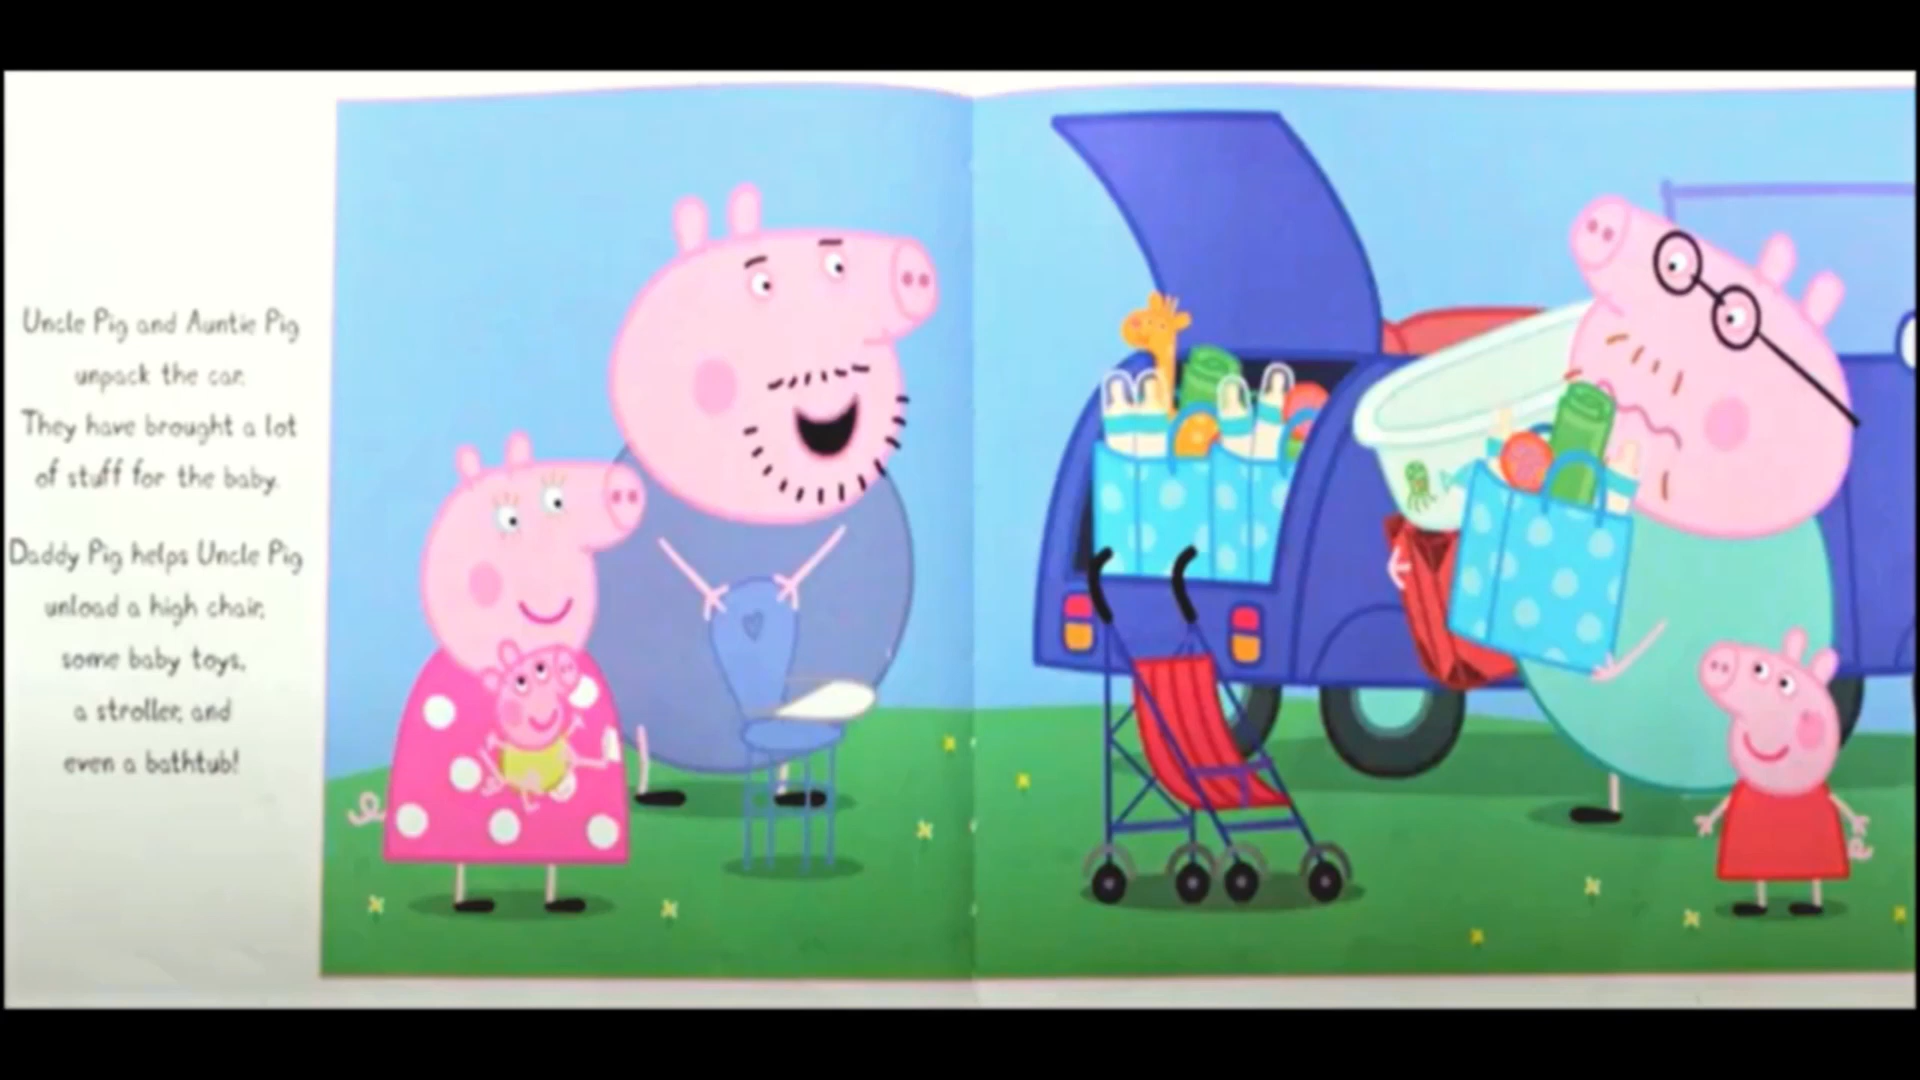 Uncle Pig and Auntie Pig
unpack the car.
They have brought a lot
of stuff for the baby.
Daddy Pig helps Uncle Pig
unload a high chair,
some baby toys,
a stroller, and
even a bathtub!